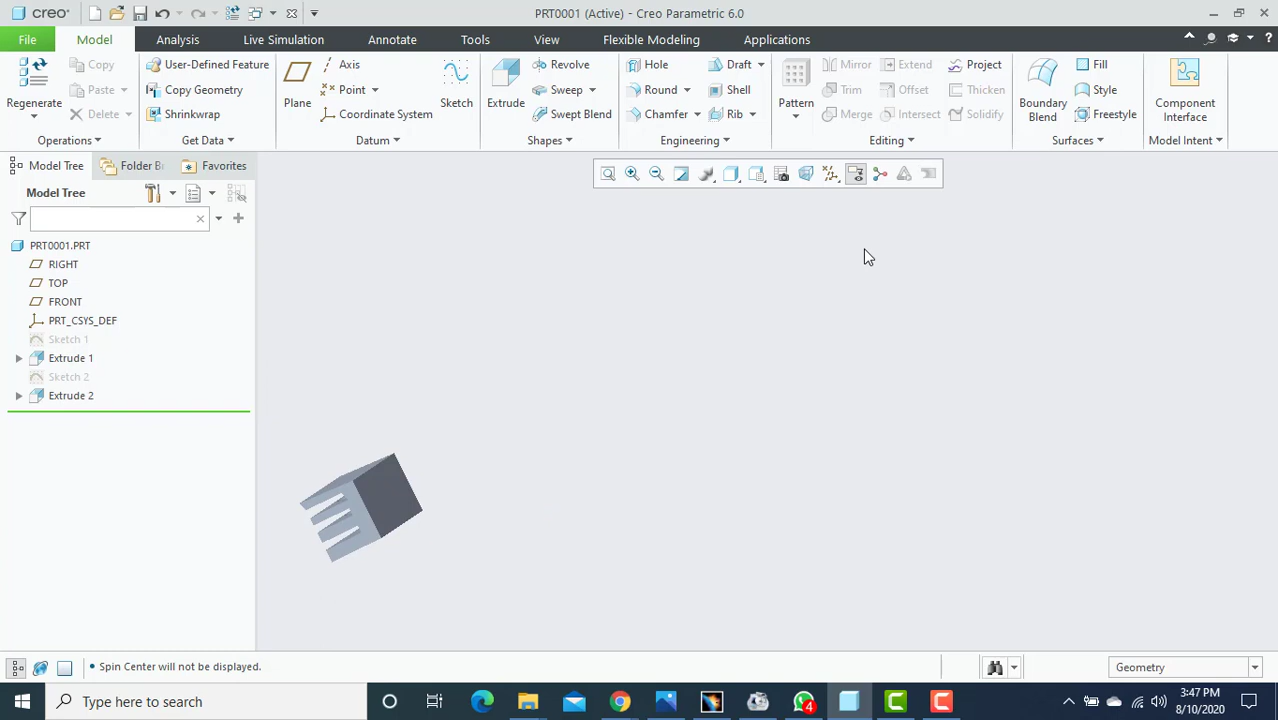 creo
PRT0001 (Active) - Creo Parametric 6.0
File Model Analysis Live Simulation Annotate Tools View Flexible Modeling Applications
Regenerate Copy Paste Delete
User-Defined Feature Copy Geometry Shrinkwrap
Plane Axis Point Coordinate System Sketch
Extrude Revolve Sweep Swept Blend
Hole Round Chamfer Draft Shell Rib
Pattern Mirror Trim Merge Extend Offset Intersect Project Thicken Solidify
Boundary Blend Fill Style Freestyle
Component Interface
Operations Get Data Datum Shapes Engineering Editing Surfaces Model Intent
Model Tree Folder B Favorites
Model Tree
PRT0001.PRT
RIGHT
TOP
FRONT
PRT_CSYS_DEF
Sketch 1
Extrude 1
Sketch 2
Extrude 2
• Spin Center will not be displayed.
Geometry
Type here to search
4
3:47 PM
8/10/2020